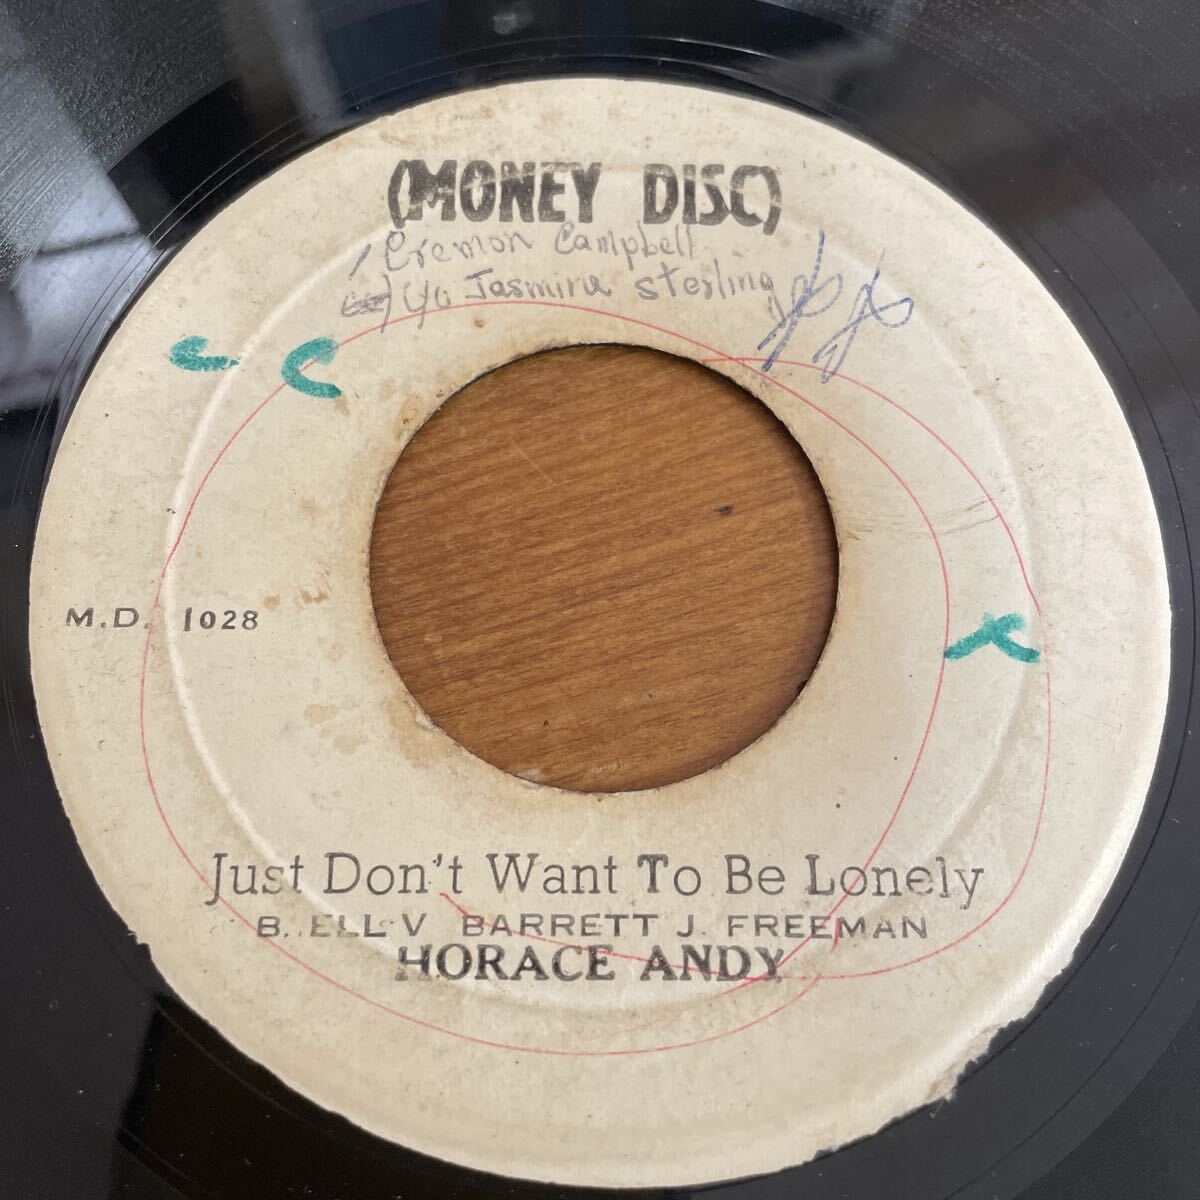 (MONEY DISC)
Cremon Campbell
c/o Jasmine Sterling
M.D. 1028
Just Don't Want To Be Lonely
B. ELL V BARRETT J. FREEMAN
HORACE ANDY